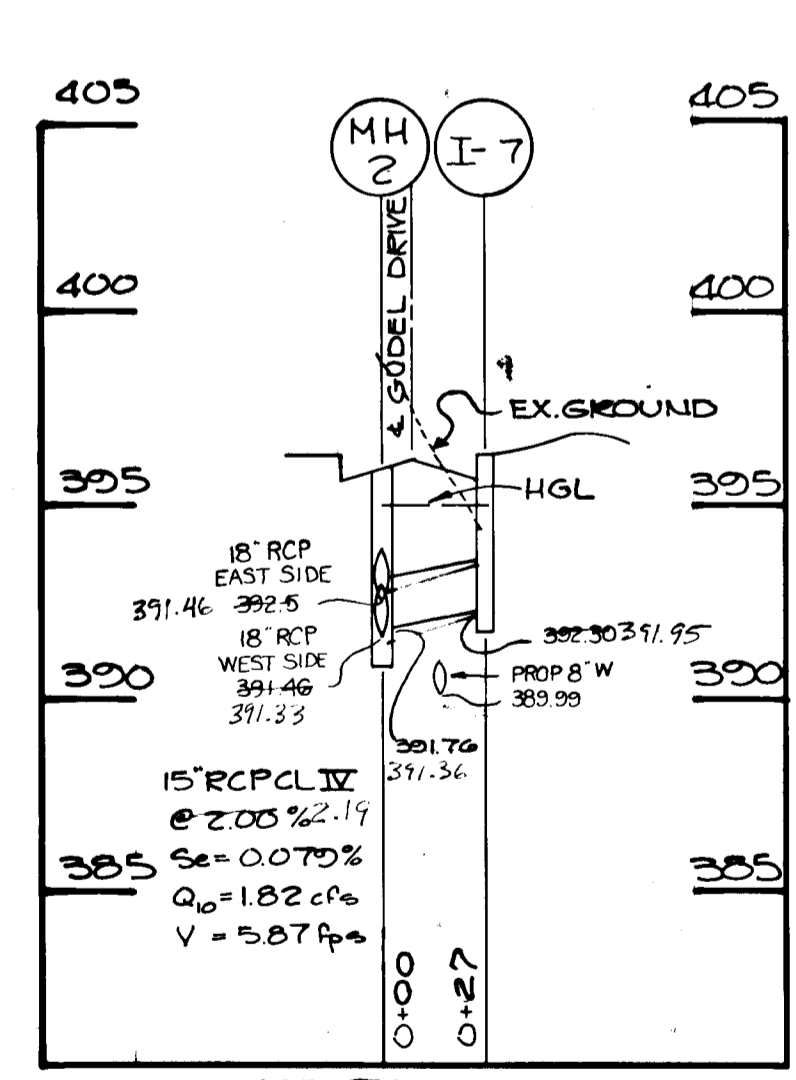 405
405
MH
2
I-7
400
400
℄ GÖDEL DRIVE
EX. GROUND
395
395
HGL
18" RCP
EAST SIDE
391.46 392.5
18" RCP
WEST SIDE
391.46
391.33
392.30 391.95
390
390
PROP 8" W
389.99
391.76
391.36
15" RCP CL IV
@ 2.00 % 2.19
Se = 0.079%
Q10 = 1.82 cfs
V = 5.87 fps
385
385
0+00
0+27